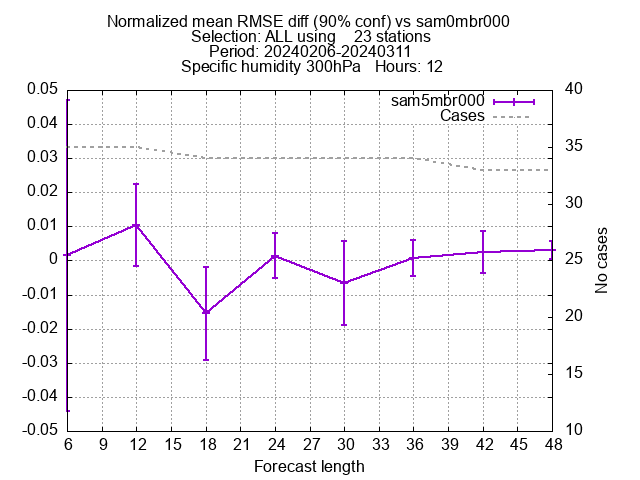 Normalized mean RMSE diff (90% conf) vs sam0mbr000
Selection: ALL using    23 stations
Period: 20240206-20240311
Specific humidity 300hPa   Hours: 12
sam5mbr000
Cases
0.05
0.04
0.03
0.02
0.01
0
-0.01
-0.02
-0.03
-0.04
-0.05
40
35
30
25
20
15
10
No cases
6 9 12 15 18 21 24 27 30 33 36 39 42 45 48
Forecast length